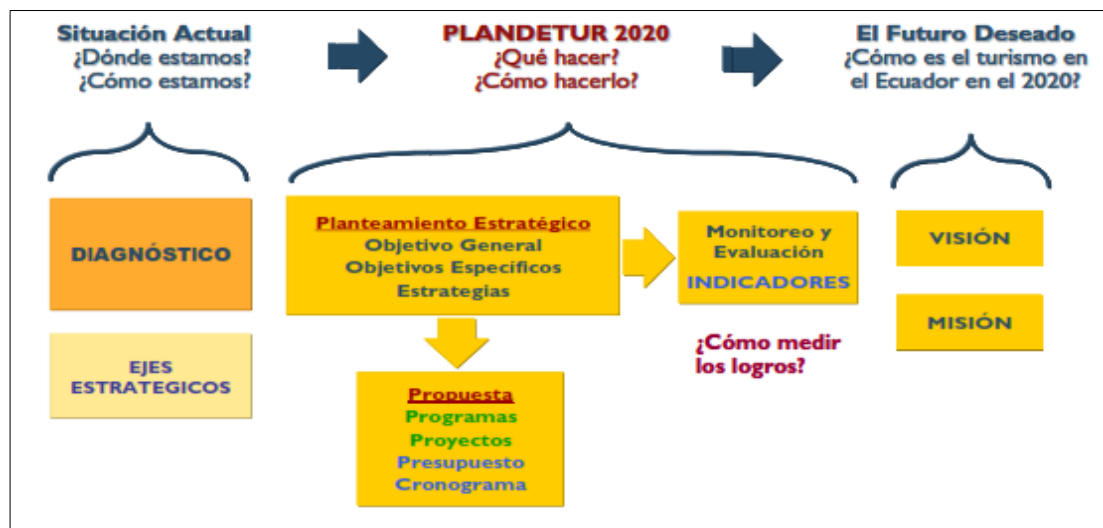 Situación Actual
¿Dónde estamos?
¿Cómo estamos?
PLANDETUR 2020
¿Qué hacer?
¿Cómo hacerlo?
El Futuro Deseado
¿Cómo es el turismo en
el Ecuador en el 2020?
DIAGNÓSTICO
EJES
ESTRATEGICOS
Planteamiento Estratégico
Objetivo General
Objetivos Específicos
Estrategias
Propuesta
Programas
Proyectos
Presupuesto
Cronograma
Monitoreo y
Evaluación
INDICADORES
¿Cómo medir
los logros?
VISIÓN
MISIÓN